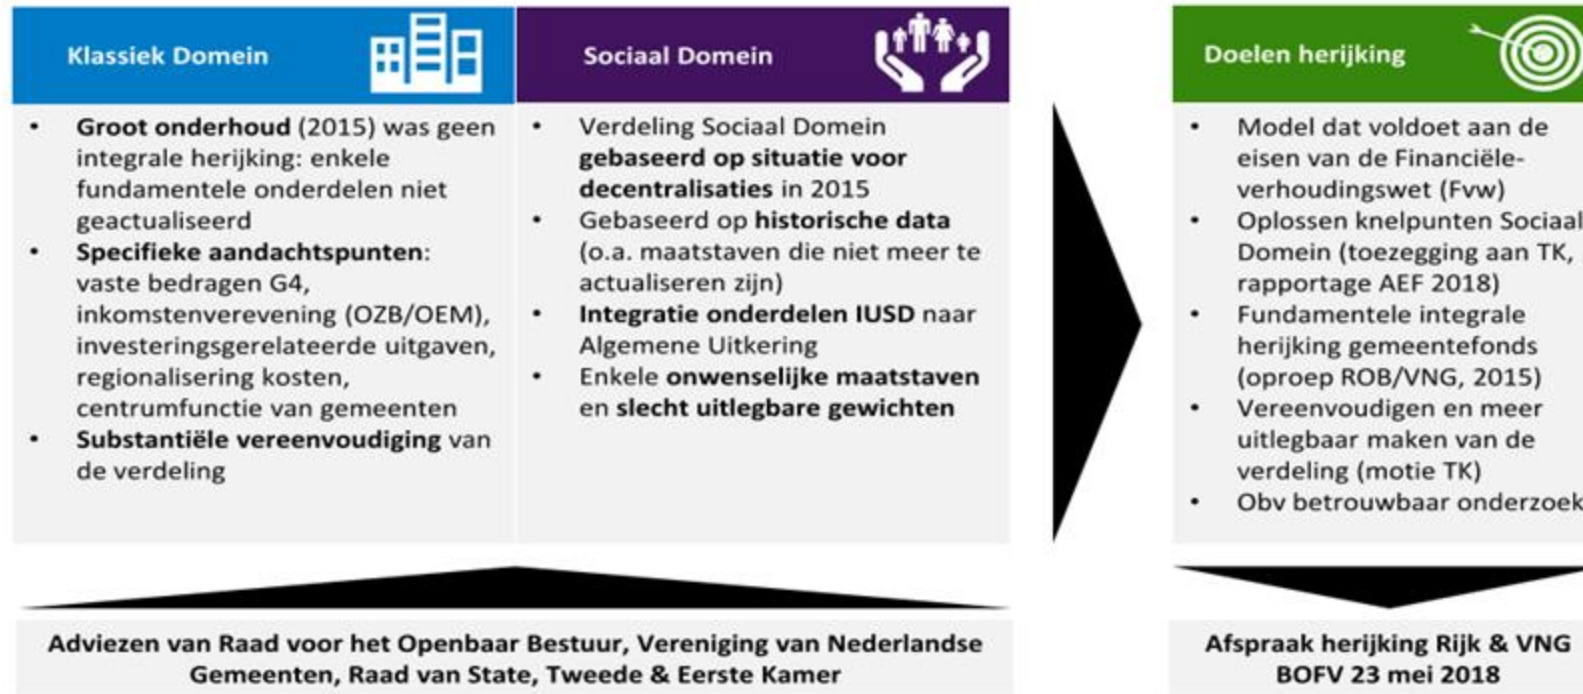 Klassiek Domein
• Groot onderhoud (2015) was geen
integrale herijking: enkele
fundamentele onderdelen niet
geactualiseerd
• Specifieke aandachtspunten:
vaste bedragen G4,
inkomstenverevening (OZB/OEM),
investeringsgerelateerde uitgaven,
regionalisering kosten,
centrumfunctie van gemeenten
• Substantiële vereenvoudiging van
de verdeling
Sociaal Domein
• Verdeling Sociaal Domein
gebaseerd op situatie voor
decentralisaties in 2015
• Gebaseerd op historische data
(o.a. maatstaven die niet meer te
actualiseren zijn)
• Integratie onderdelen IUSD naar
Algemene Uitkering
• Enkele onwenselijke maatstaven
en slecht uitlegbare gewichten
Adviezen van Raad voor het Openbaar Bestuur, Vereniging van Nederlandse
Gemeenten, Raad van State, Tweede & Eerste Kamer
Doelen herijking
• Model dat voldoet aan de
eisen van de Financiële-
verhoudingswet (Fvw)
• Oplossen knelpunten Sociaal
Domein (toezegging aan TK,
rapportage AEF 2018)
• Fundamentele integrale
herijking gemeentefonds
(oproep ROB/VNG, 2015)
• Vereenvoudigen en meer
uitlegbaar maken van de
verdeling (motie TK)
• Obv betrouwbaar onderzoek
Afspraak herijking Rijk & VNG
BOFV 23 mei 2018